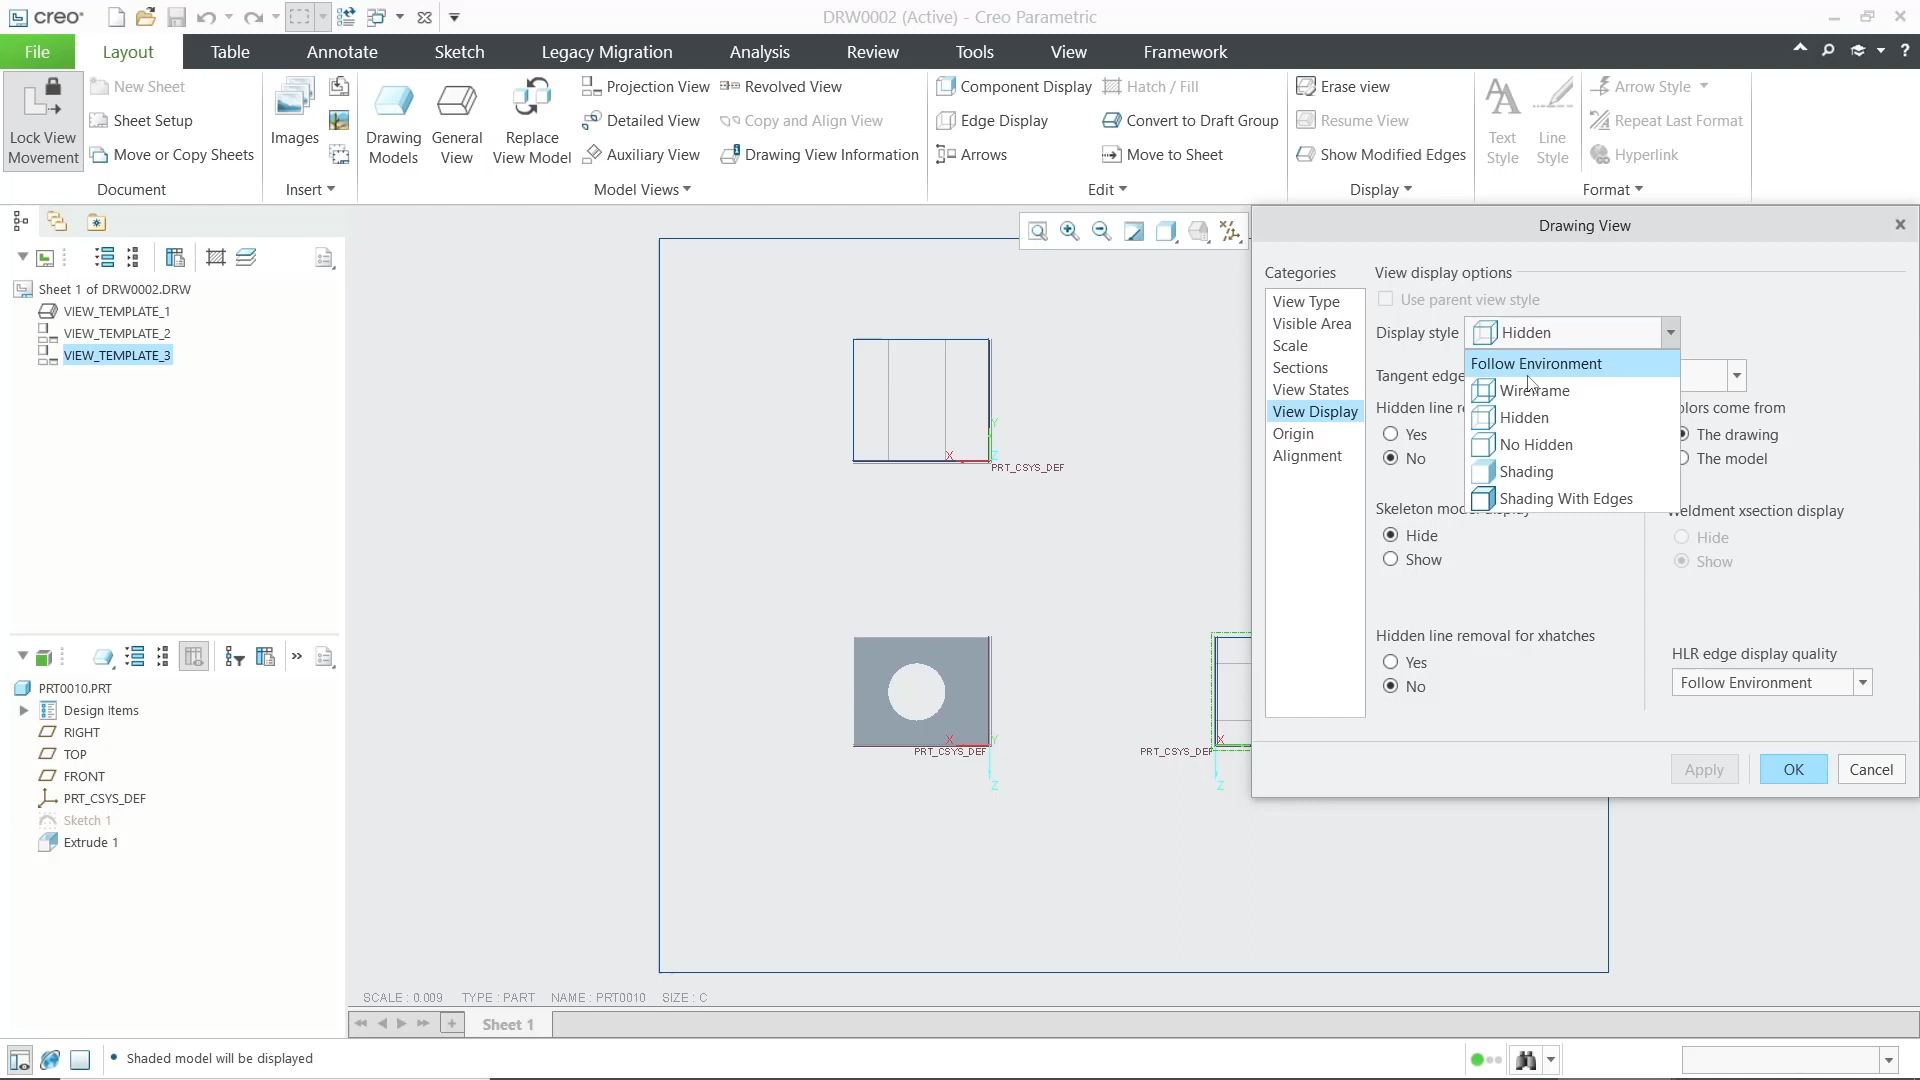 creo
DRW0002 (Active) - Creo Parametric
File
Layout
Table
Annotate
Sketch
Legacy Migration
Analysis
Review
Tools
View
Framework
Lock View
Movement
New Sheet
Sheet Setup
Move or Copy Sheets
Document
Images
Insert
Drawing
Models
General
View
Replace
View Model
Projection View
Detailed View
Auxiliary View
Revolved View
Copy and Align View
Drawing View Information
Model Views
Component Display
Edge Display
Arrows
Hatch / Fill
Convert to Draft Group
Move to Sheet
Edit
Erase view
Resume View
Show Modified Edges
Display
Text
Style
Line
Style
Arrow Style
Repeat Last Format
Hyperlink
Format
Sheet 1 of DRW0002.DRW
VIEW_TEMPLATE_1
VIEW_TEMPLATE_2
VIEW_TEMPLATE_3
PRT0010.PRT
Design Items
RIGHT
TOP
FRONT
PRT_CSYS_DEF
Sketch 1
Extrude 1
Y
X
Z
PRT_CSYS_DEF
X
Y
PRT_CSYS_DEF
Z
X
PRT_CSYS_DEF
Z
Drawing View
Categories
View Type
Visible Area
Scale
Sections
View States
View Display
Origin
Alignment
View display options
Use parent view style
Display style
Hidden
Follow Environment
Wireframe
Hidden
No Hidden
Shading
Shading With Edges
Tangent edge
Hidden line r
Yes
No
olors come from
The drawing
The model
Skeleton mod
Hide
Show
eldment xsection display
Hide
Show
Hidden line removal for xhatches
Yes
No
HLR edge display quality
Follow Environment
Apply
OK
Cancel
SCALE : 0.009 TYPE : PART NAME : PRT0010 SIZE : C
Sheet 1
• Shaded model will be displayed